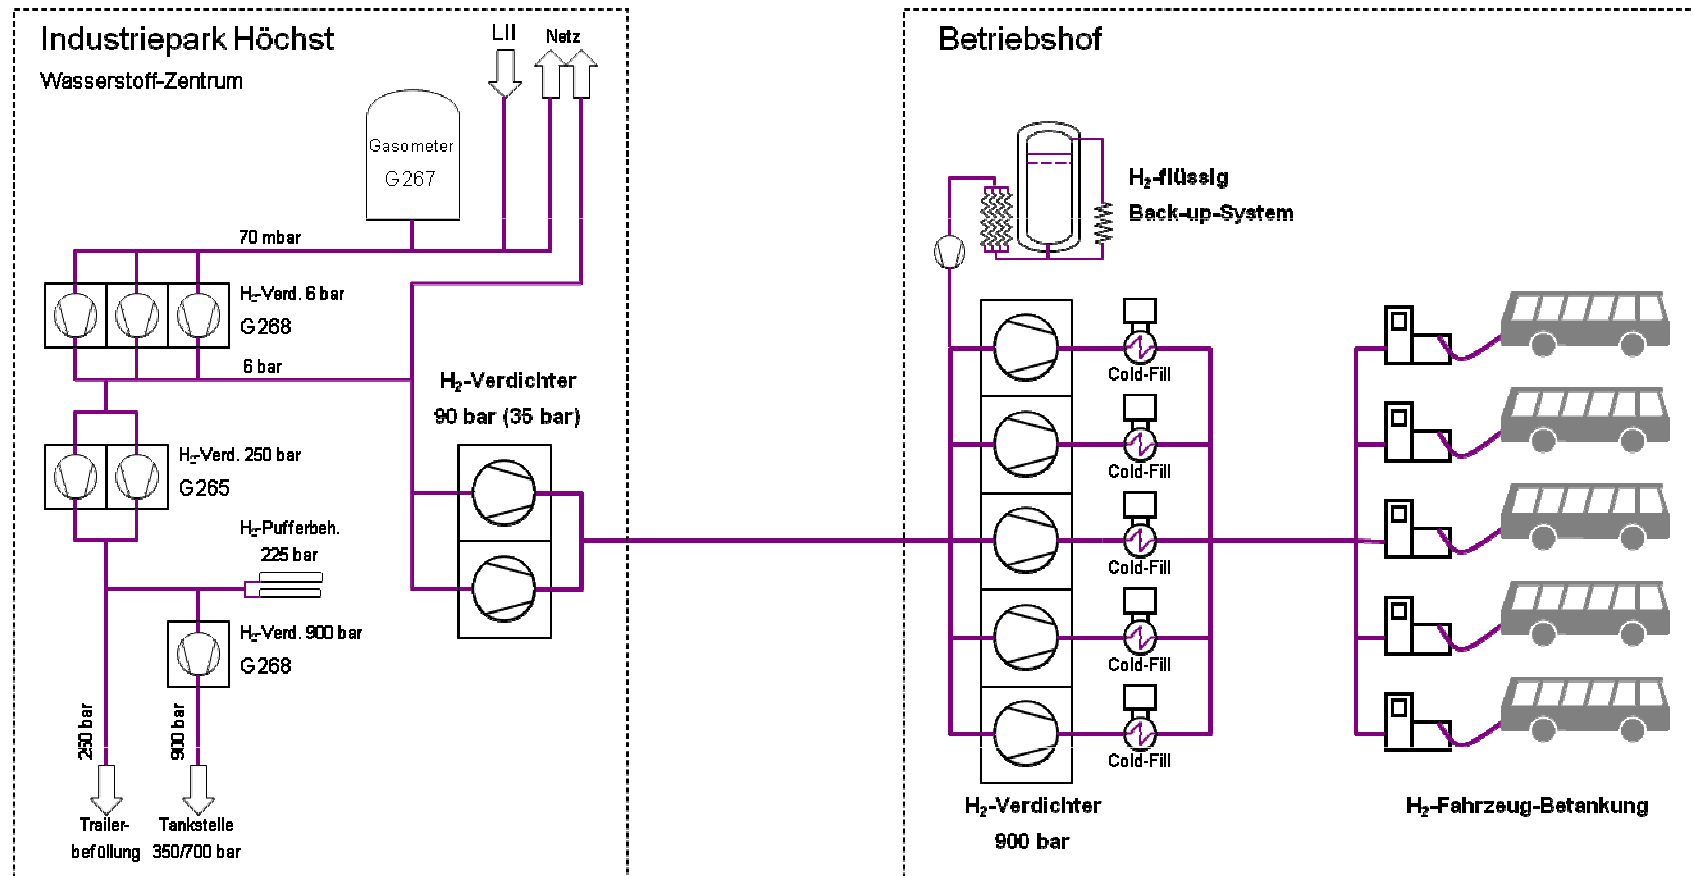 Industriepark Höchst
Wasserstoff-Zentrum
LII
Netz
Gasometer
G267
70 mbar
H2-Verd. 6 bar
G268
6 bar
H2-Verdichter
90 bar (35 bar)
H2-Verd. 250 bar
G265
H2-Pufferbeh.
225 bar
H2-Verd. 900 bar
G268
250 bar
900 bar
Trailer-
befüllung
Tankstelle
350/700 bar
Betriebshof
H2-flüssig
Back-up-System
Cold-Fill
Cold-Fill
Cold-Fill
Cold-Fill
Cold-Fill
H2-Verdichter
900 bar
H2-Fahrzeug-Betankung